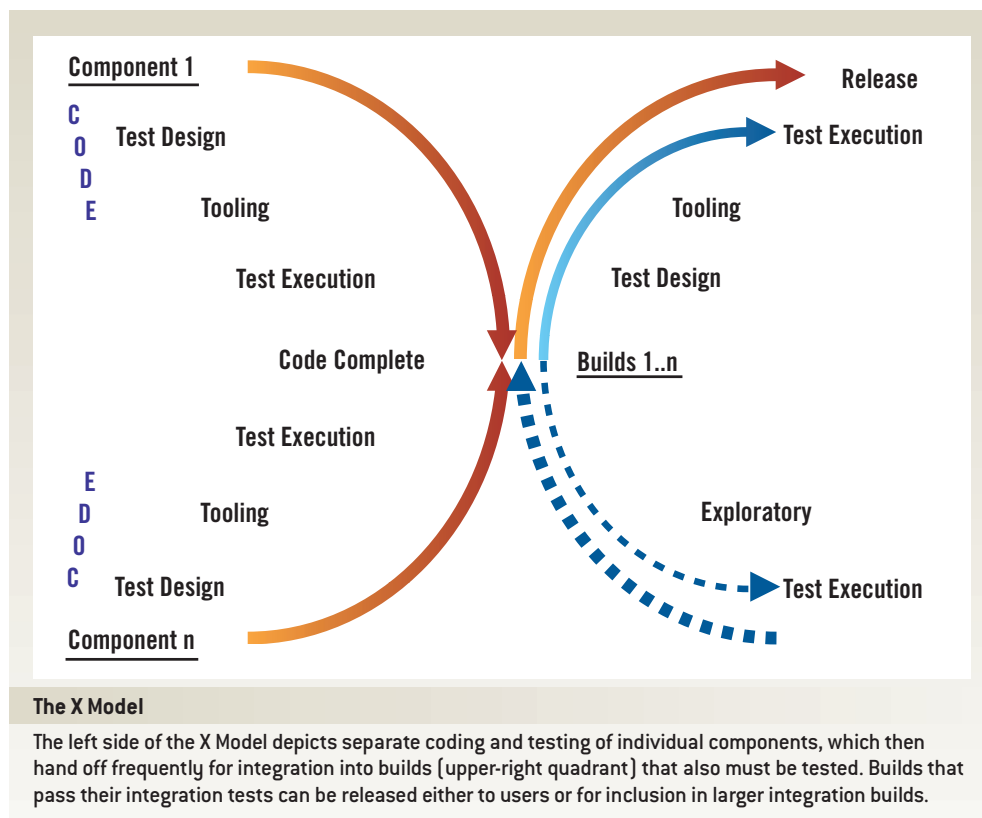 Component 1
CODE
Test Design
Tooling
Test Execution
Code Complete
Test Execution
Tooling
EDOC
Test Design
Component n
Release
Test Execution
Tooling
Test Design
Builds 1..n
Exploratory
Test Execution
The X Model
The left side of the X Model depicts separate coding and testing of individual components, which then
hand off frequently for integration into builds (upper-right quadrant) that also must be tested. Builds that
pass their integration tests can be released either to users or for inclusion in larger integration builds.